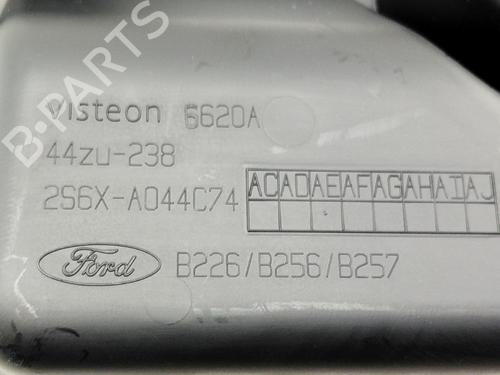 B-PARTS
Visteon 6620A
44zu-238
2S6X-A044C74 AC AD AE AF AG AH AI AJ
Ford B226/B256/B257